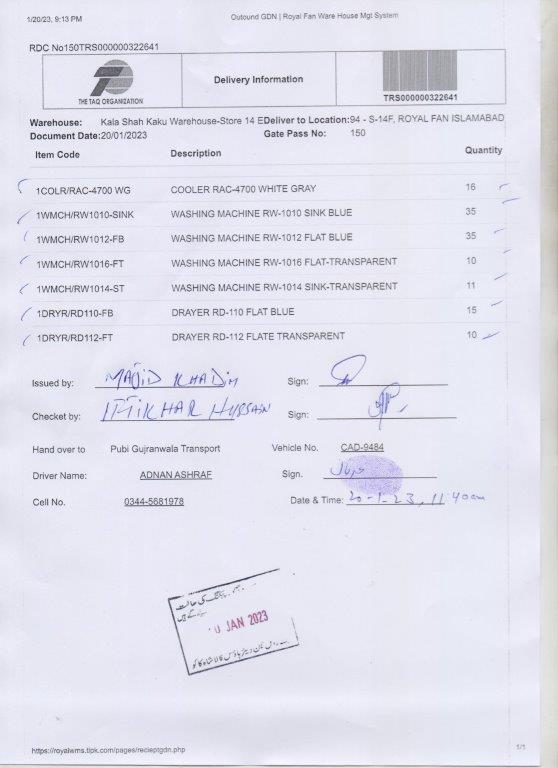 1/20/23, 9:13 PM Outound GDN | Royal Fan Ware House Mgt System
RDC No150TRS000000322641
THE TAQ ORGANIZATION
Delivery Information
TRS000000322641
Warehouse: Kala Shah Kaku Warehouse-Store 14 EDeliver to Location:94 - S-14F, ROYAL FAN ISLAMABAD
Document Date:20/01/2023 Gate Pass No: 150
Item Code Description Quantity
1COLR/RAC-4700 WG COOLER RAC-4700 WHITE GRAY 16
1WMCH/RW1010-SINK WASHING MACHINE RW-1010 SINK BLUE 35
1WMCH/RW1012-FB WASHING MACHINE RW-1012 FLAT BLUE 35
1WMCH/RW1016-FT WASHING MACHINE RW-1016 FLAT-TRANSPARENT 10
1WMCH/RW1014-ST WASHING MACHINE RW-1014 SINK-TRANSPARENT 11
1DRYR/RD110-FB DRAYER RD-110 FLAT BLUE 15
1DRYR/RD112-FT DRAYER RD-112 FLATE TRANSPARENT 10
Issued by: MAJID KHADIM Sign:
Checket by: IFTIKHAR HUSSAIN Sign:
Hand over to Pubi Gujranwala Transport Vehicle No. CAD-9484
Driver Name: ADNAN ASHRAF Sign.
Cell No. 0344-5681978 Date & Time: 20-1-23, 11:40am
کی حالت
JAN 2023
https://royalwms.tipk.com/pages/recieptgdn.php 1/1